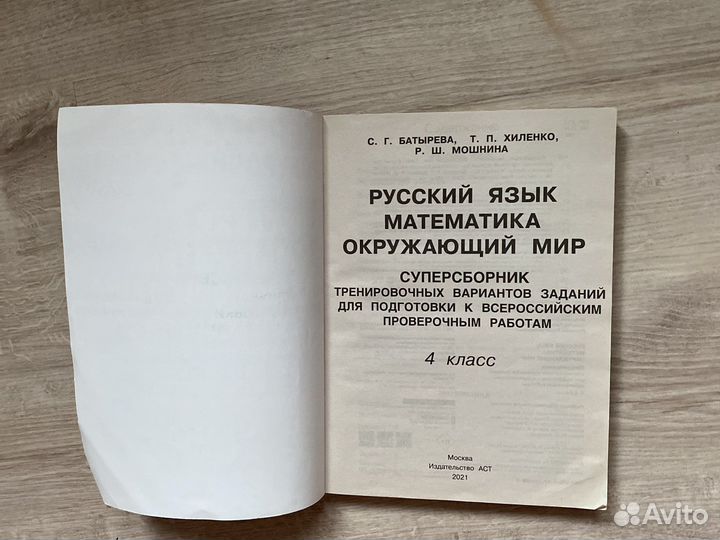 С. Г. БАТЫРЕВА, Т. П. ХИЛЕНКО,
Р. Ш. МОШНИНА
РУССКИЙ ЯЗЫК
МАТЕМАТИКА
ОКРУЖАЮЩИЙ МИР
СУПЕРСБОРНИК
ТРЕНИРОВОЧНЫХ ВАРИАНТОВ ЗАДАНИЙ
ДЛЯ ПОДГОТОВКИ К ВСЕРОССИЙСКИМ
ПРОВЕРОЧНЫМ РАБОТАМ
4 класс
Москва
Издательство АСТ
2021
Avito